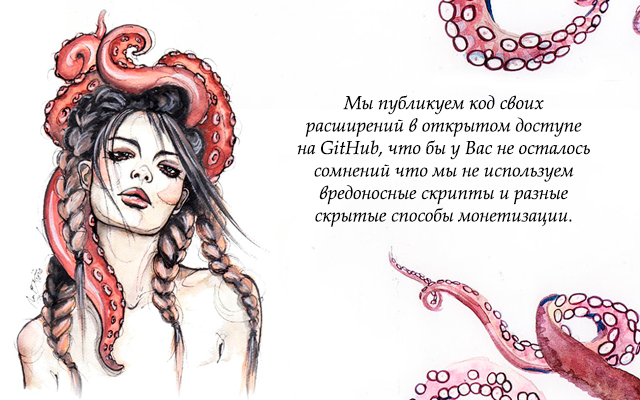 Мы публикуем код своих
расширений в открытом доступе
на GitHub, что бы у Вас не осталось
сомнений что мы не используем
вредоносные скрипты и разные
скрытые способы монетизации.